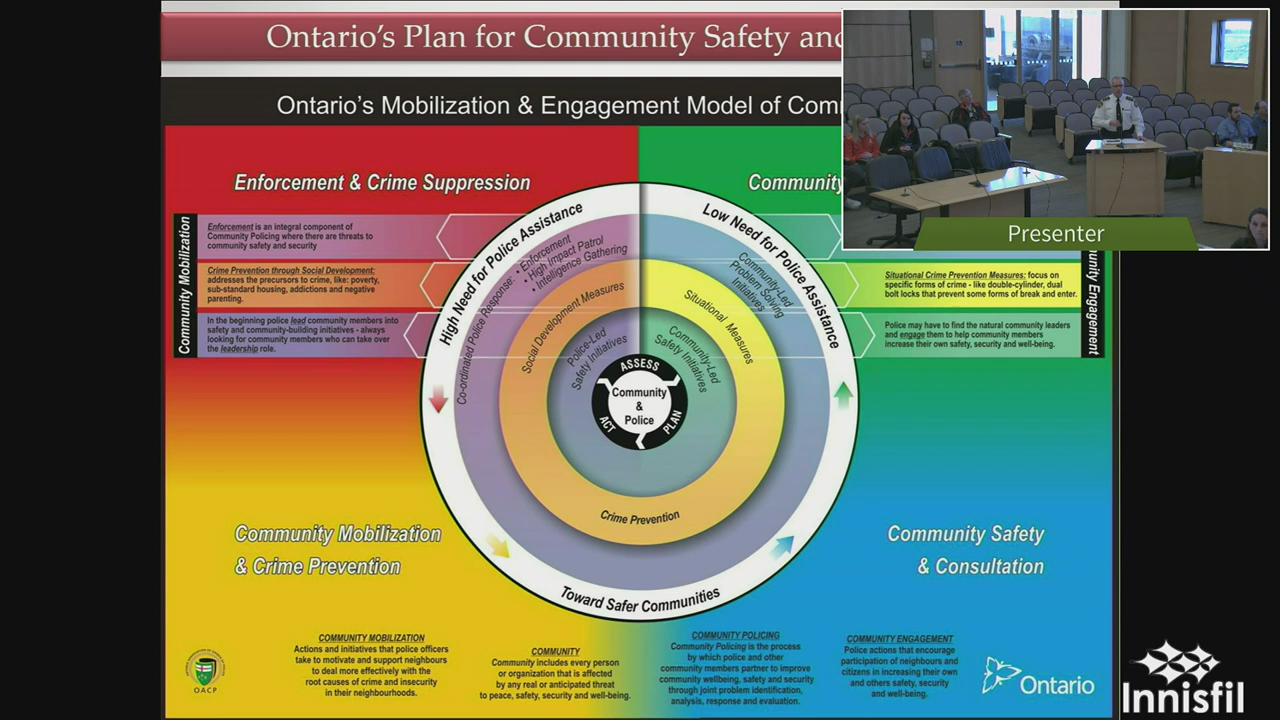 Ontario's Plan for Community Safety and
Ontario's Mobilization & Engagement Model of Com
Presenter
Enforcement & Crime Suppression
Community
Community Mobilization
Enforcement is an integral component of
Community Policing where there are threats to
community safety and security
Crime Prevention through Social Development;
addresses the precursors to crime, like: poverty,
sub-standard housing, addictions and negative
parenting.
In the beginning police lead community members into
safety and community-building initiatives - always
looking for community members who can take over
the leadership role.
High Need for Police Assistance
Low Need for Police Assistance
Co-ordinated Police Response:
• Enforcement
• High Impact Patrol
• Intelligence Gathering
Community-Led
Problem Solving
Initiatives
Social Development Measures
Situational Measures
Police-Led
Safety Initiatives
Community-Led
Safety Initiatives
ASSESS
Community
&
Police
ACT
PLAN
Crime Prevention
Toward Safer Communities
Situational Crime Prevention Measures; focus on
specific forms of crime - like double-cylinder, dual
bolt locks that prevent some forms of break and enter.
Police may have to find the natural community leaders
and engage them to help community members
increase their own safety, security and well-being.
unity Engagement
Community Mobilization
& Crime Prevention
Community Safety
& Consultation
COMMUNITY MOBILIZATION
Actions and initiatives that police officers
take to motivate and support neighbours
to deal more effectively with the
root causes of crime and insecurity
in their neighbourhoods.
COMMUNITY
Community includes every person
or organization that is affected
by any real or anticipated threat
to peace, safety, security and well-being.
COMMUNITY POLICING
Community Policing is the process
by which police and other
community members partner to improve
community wellbeing, safety and security
through joint problem identification,
analysis, response and evaluation.
COMMUNITY ENGAGEMENT
Police actions that encourage
participation of neighbours and
citizens in increasing their own
and others safety, security
and well-being.
OACP
Ontario
Innisfil